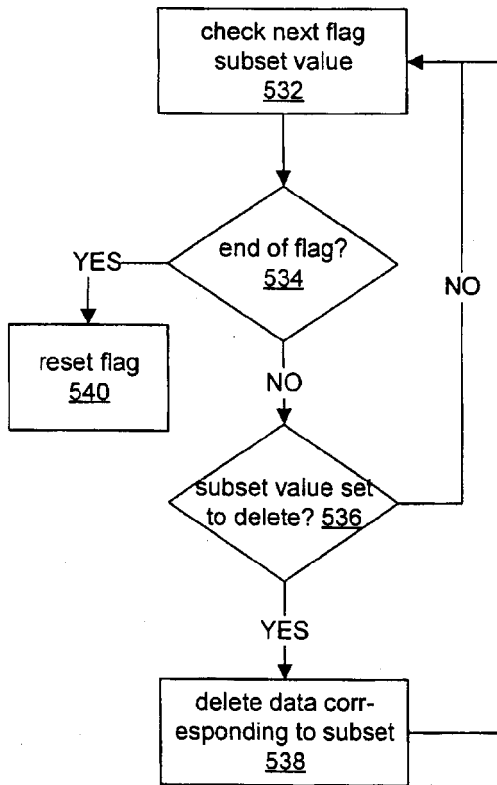 check next flag
subset value
532
end of flag?
534
YES
NO
reset flag
540
NO
subset value set
to delete? 536
YES
delete data corr-
esponding to subset
538